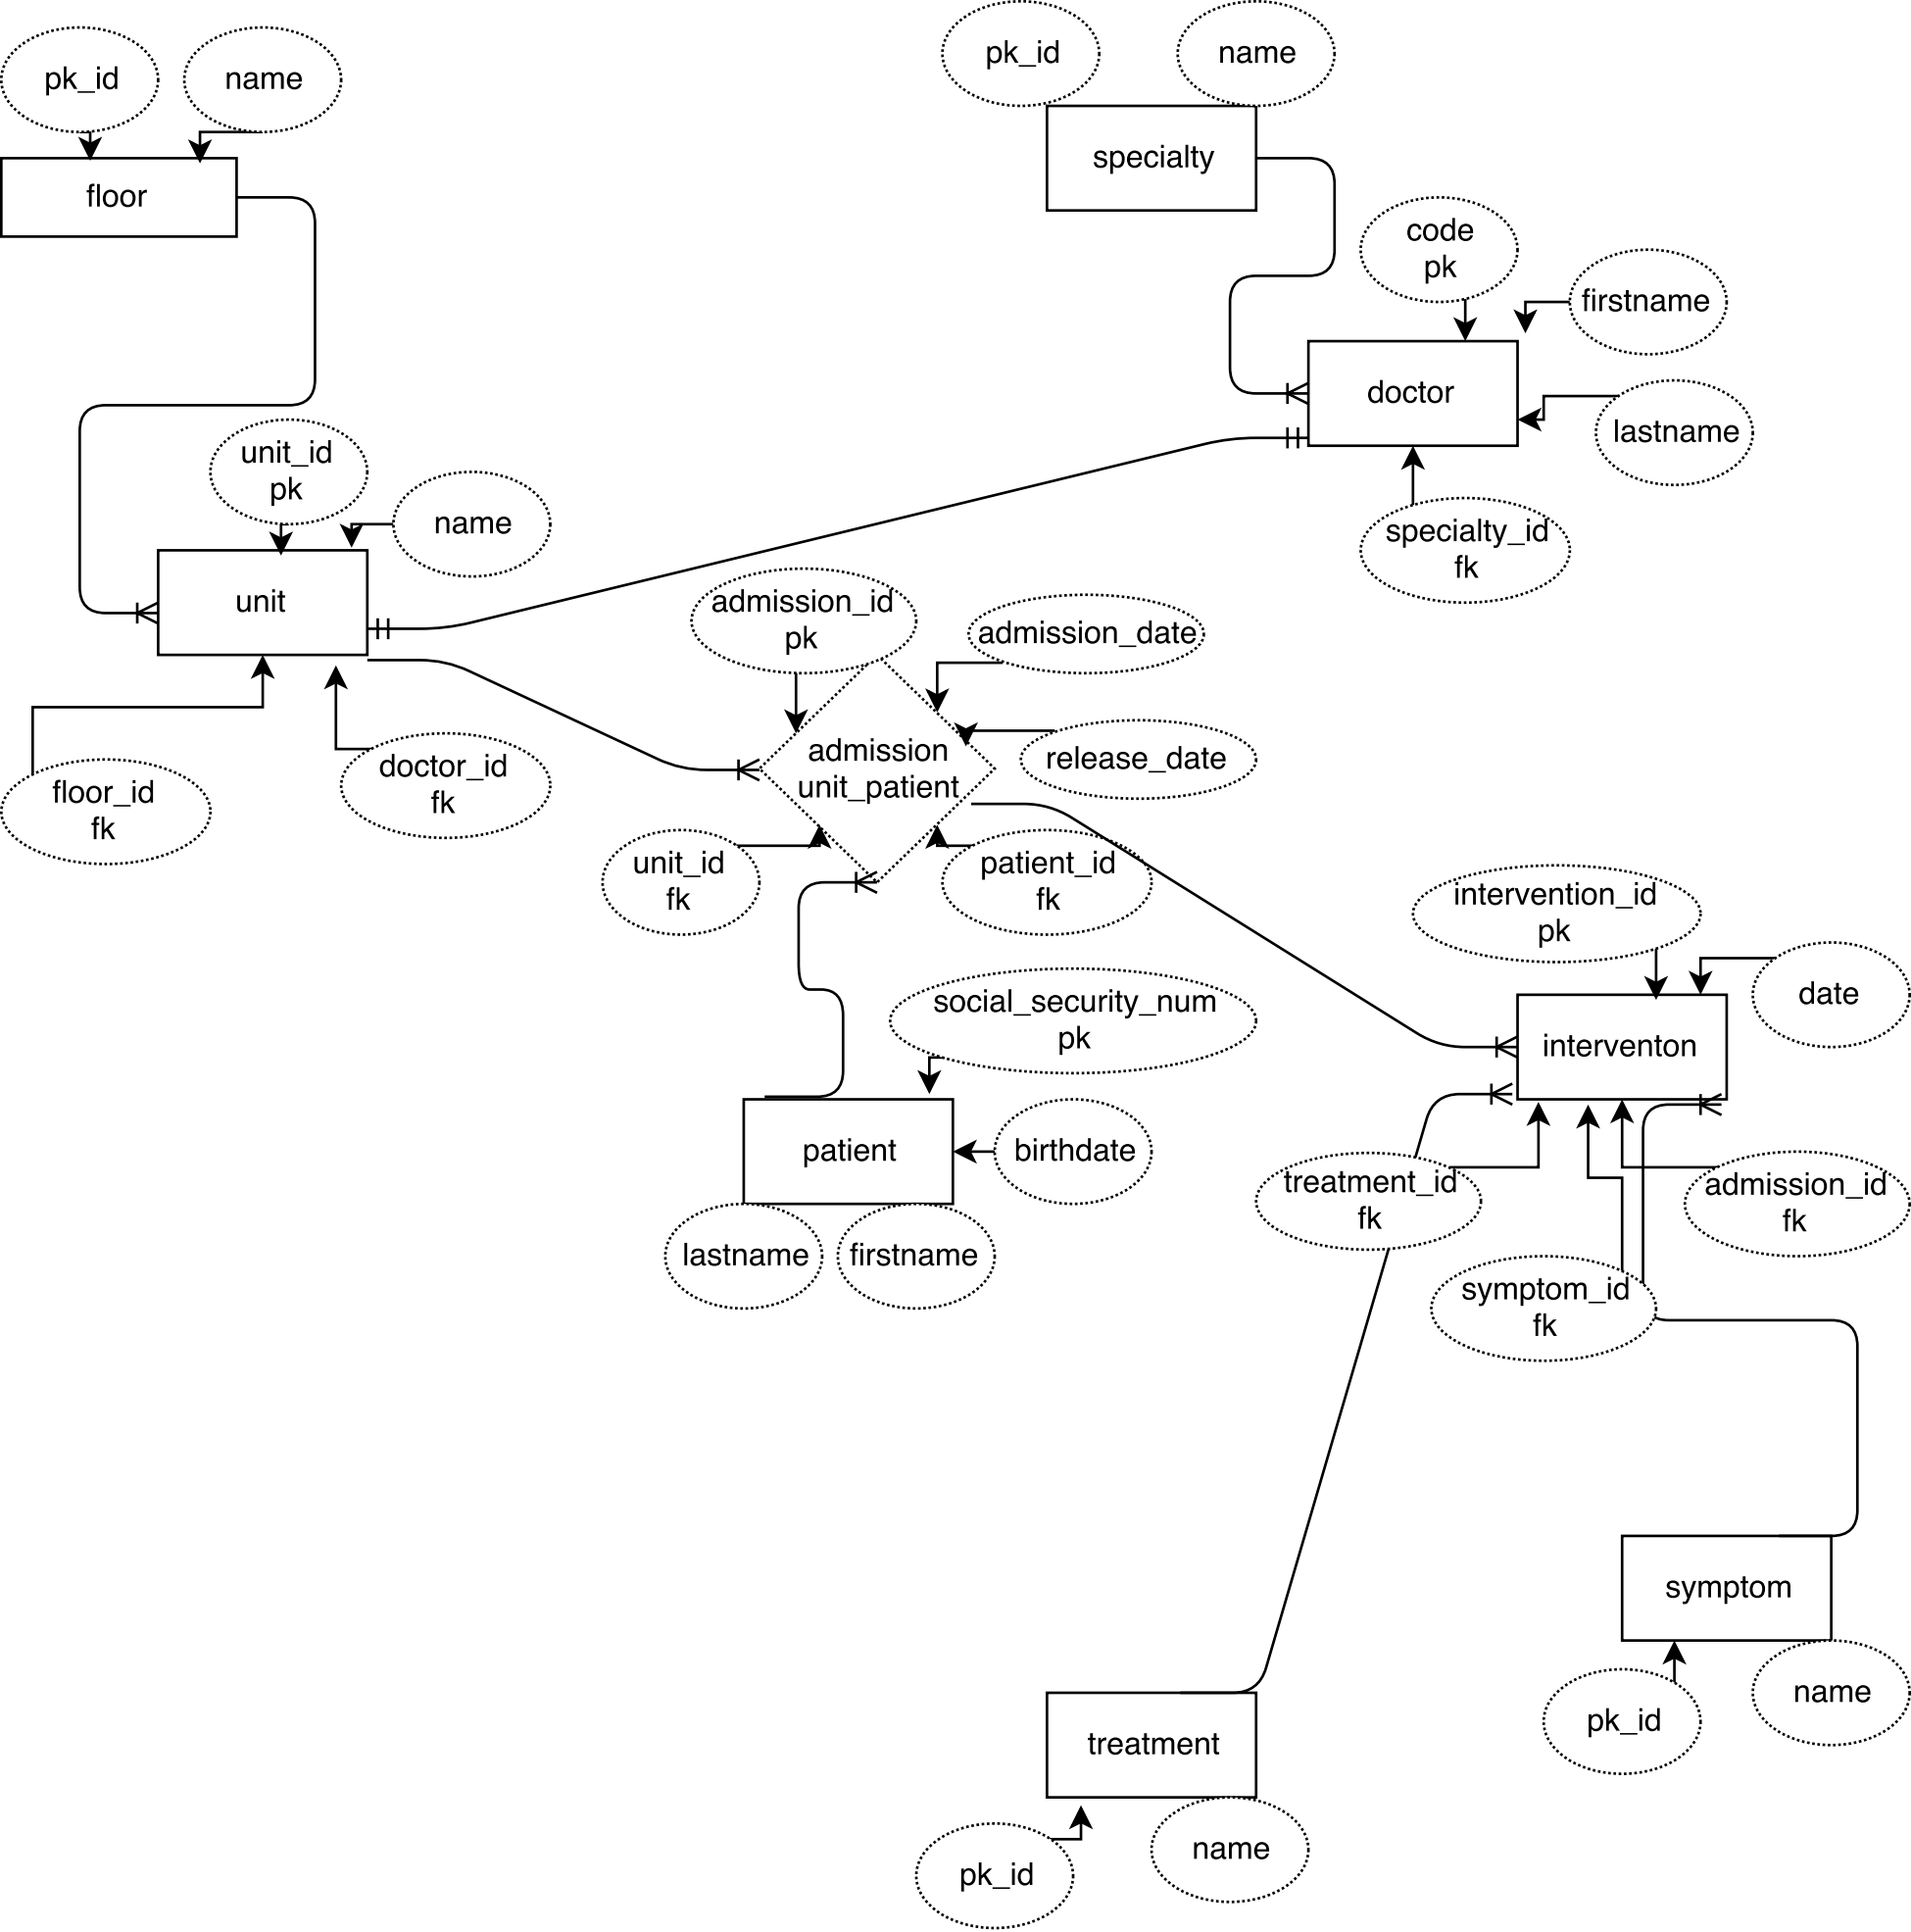 pk_id
name
pk_id
name
floor
specialty
code
pk
firstname
doctor
lastname
specialty_id
fk
unit_id
pk
name
unit
admission_id
pk
admission_date
admission
unit_patient
release_date
floor_id
fk
doctor_id
fk
unit_id
fk
patient_id
fk
intervention_id
pk
date
interventon
social_security_num
pk
patient
birthdate
lastname
firstname
treatment_id
fk
admission_id
fk
symptom_id
fk
symptom
pk_id
name
treatment
pk_id
name